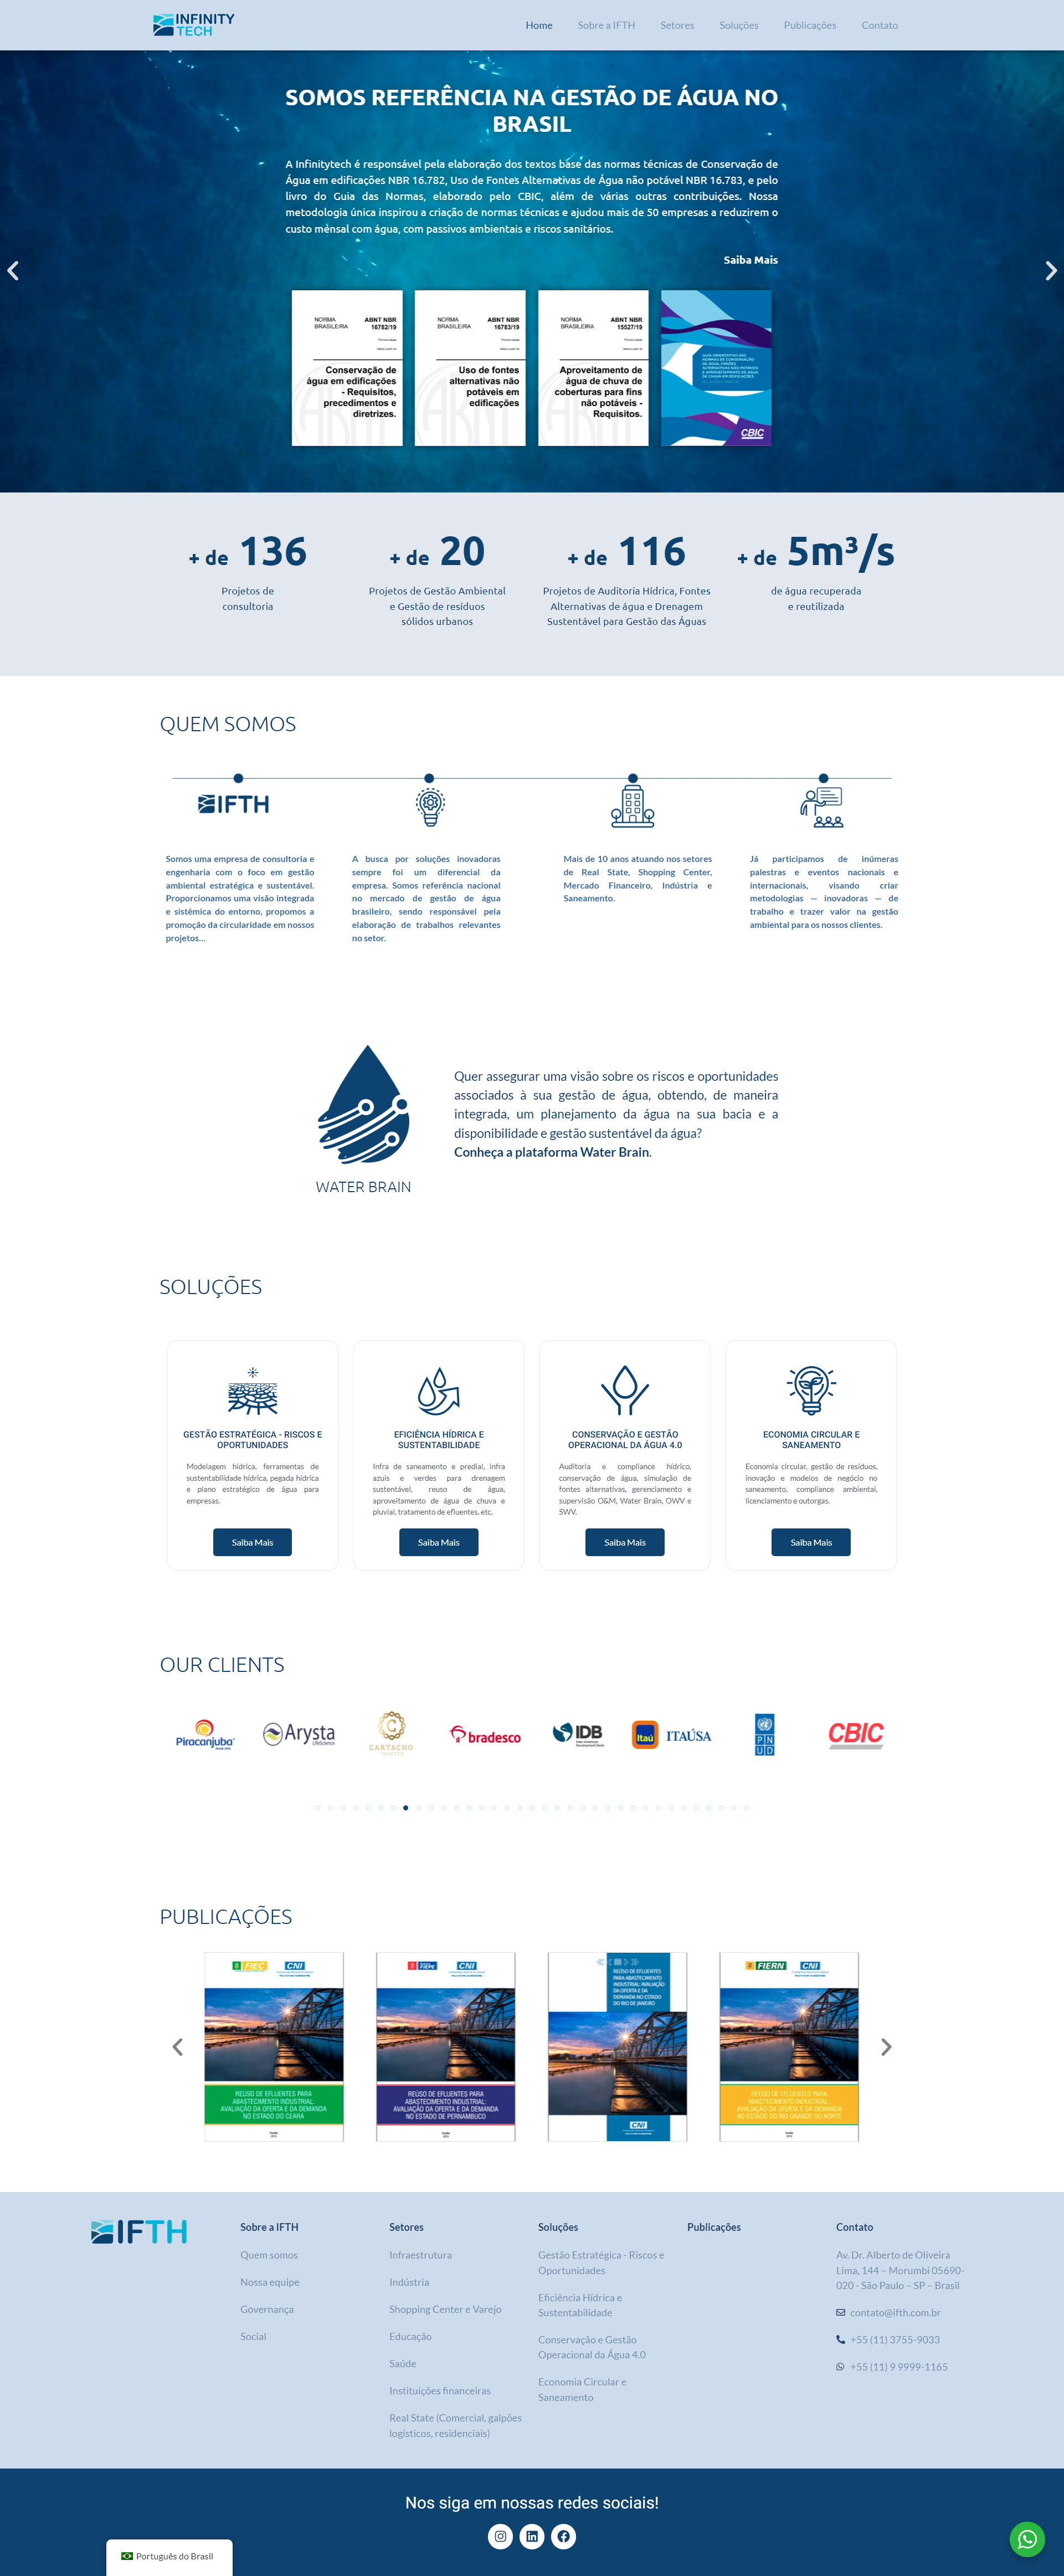 INFINITY
TECH
Home
Sobre a IFTH
Setores
Soluções
Publicações
Contato
SOMOS REFERÊNCIA NA GESTÃO DE ÁGUA NO
BRASIL
A Infinitytech é responsável pela elaboração dos textos base das normas técnicas de Conservação de
Água em edificações NBR 16.782, Uso de Fontes Alternativas de Água não potável NBR 16.783, e pelo
livro do Guia das Normas, elaborado pelo CBIC, além de várias outras contribuições. Nossa
metodologia única inspirou a criação de normas técnicas e ajudou mais de 50 empresas a reduzirem o
custo mensal com água, com passivos ambientais e riscos sanitários.
Saiba Mais
NORMA
BRASILEIRA
ABNT NBR
16782/19
Conservação de
água em edificações
- Requisitos,
procedimentos e
diretrizes.
NORMA
BRASILEIRA
ABNT NBR
16783/19
Uso de fontes
alternativas não
potáveis em
edificações
NORMA
BRASILEIRA
ABNT NBR
15527/19
Aproveitamento de
água de chuva de
coberturas para fins
não potáveis -
Requisitos.
GUIA ORIENTATIVO DAS
NORMAS DE CONSERVAÇÃO
DE ÁGUA, FONTES
ALTERNATIVAS NÃO POTÁVEIS
E APROVEITAMENTO DE ÁGUA
DE CHUVA EM EDIFICAÇÕES
CBIC
+ de 136
Projetos de
consultoria
+ de 20
Projetos de Gestão Ambiental
e Gestão de resíduos
sólidos urbanos
+ de 116
Projetos de Auditoria Hídrica, Fontes
Alternativas de água e Drenagem
Sustentável para Gestão das Águas
+ de 5m³/s
de água recuperada
e reutilizada
QUEM SOMOS
IFTH
Somos uma empresa de consultoria e
engenharia com o foco em gestão
ambiental estratégica e sustentável.
Proporcionamos uma visão integrada
e sistêmica do entorno, propomos a
promoção da circularidade em nossos
projetos...
A busca por soluções inovadoras
sempre foi um diferencial da
empresa. Somos referência nacional
no mercado de gestão de água
brasileiro, sendo responsável pela
elaboração de trabalhos relevantes
no setor.
Mais de 10 anos atuando nos setores
de Real State, Shopping Center,
Mercado Financeiro, Indústria e
Saneamento.
Já participamos de inúmeras
palestras e eventos nacionais e
internacionais, visando criar
metodologias — inovadoras — de
trabalho e trazer valor na gestão
ambiental para os nossos clientes.
WATER BRAIN
Quer assegurar uma visão sobre os riscos e oportunidades
associados à sua gestão de água, obtendo, de maneira
integrada, um planejamento da água na sua bacia e a
disponibilidade e gestão sustentável da água?
Conheça a plataforma Water Brain.
SOLUÇÕES
GESTÃO ESTRATÉGICA - RISCOS E
OPORTUNIDADES
Modelagem hídrica, ferramentas de
sustentabilidade hídrica, pegada hídrica
e plano estratégico de água para
empresas.
Saiba Mais
EFICIÊNCIA HÍDRICA E
SUSTENTABILIDADE
Infra de saneamento e predial, infra
azuis e verdes para drenagem
sustentável, reuso de água,
aproveitamento de água de chuva e
pluvial, tratamento de efluentes, etc.
Saiba Mais
CONSERVAÇÃO E GESTÃO
OPERACIONAL DA ÁGUA 4.0
Auditoria e compliance hídrico,
conservação de água, simulação de
fontes alternativas, gerenciamento e
supervisão O&M, Water Brain, OWV e
SWV.
Saiba Mais
ECONOMIA CIRCULAR E
SANEAMENTO
Economia circular, gestão de resíduos,
inovação e modelos de negócio no
saneamento, compliance ambiental,
licenciamento e outorgas.
Saiba Mais
OUR CLIENTS
Piracanjuba
Arysta
LifeScience
CARTACHO
TAPETES
bradesco
IDB
Inter-American
Development Bank
Itaú
ITAÚSA
PNUD
CBIC
PUBLICAÇÕES
FIEC CNI
REÚSO DE EFLUENTES PARA
ABASTECIMENTO INDUSTRIAL:
AVALIAÇÃO DA OFERTA E DA DEMANDA
NO ESTADO DO CEARÁ
FIEPE CNI
REÚSO DE EFLUENTES PARA
ABASTECIMENTO INDUSTRIAL:
AVALIAÇÃO DA OFERTA E DA DEMANDA
NO ESTADO DE PERNAMBUCO
REÚSO DE EFLUENTES
PARA ABASTECIMENTO
INDUSTRIAL: AVALIAÇÃO
DA OFERTA E DA
DEMANDA NO ESTADO
DO RIO DE JANEIRO
CNI
FIERN CNI
REÚSO DE EFLUENTES PARA
ABASTECIMENTO INDUSTRIAL:
AVALIAÇÃO DA OFERTA E DA DEMANDA
NO ESTADO DO RIO GRANDE DO NORTE
IFTH
Sobre a IFTH
Quem somos
Nossa equipe
Governança
Social
Setores
Infraestrutura
Indústria
Shopping Center e Varejo
Educação
Saúde
Instituições financeiras
Real State (Comercial, galpões
logísticos, residenciais)
Soluções
Gestão Estratégica - Riscos e
Oportunidades
Eficiência Hídrica e
Sustentabilidade
Conservação e Gestão
Operacional da Água 4.0
Economia Circular e
Saneamento
Publicações
Contato
Av. Dr. Alberto de Oliveira
Lima, 144 – Morumbi 05690-
020 - São Paulo – SP – Brasil
contato@ifth.com.br
+55 (11) 3755-9033
+55 (11) 9 9999-1165
Nos siga em nossas redes sociais!
Português do Brasil